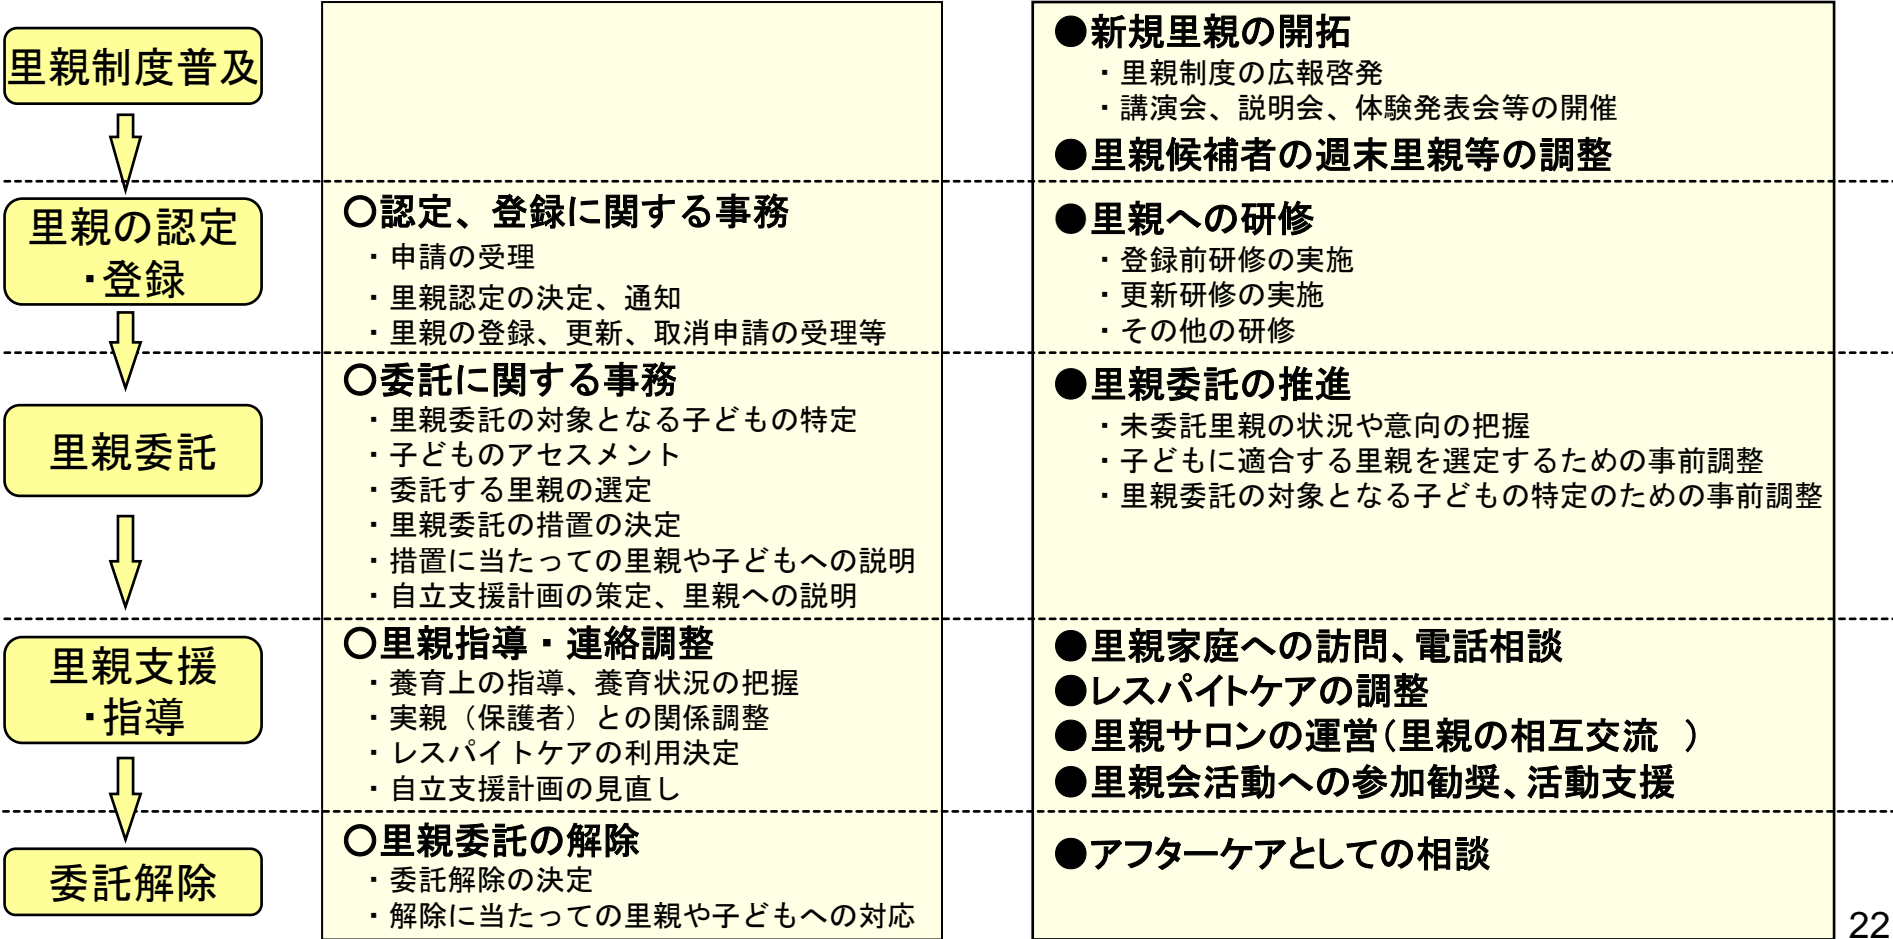 里親制度普及
●新規里親の開拓
・里親制度の広報啓発
・講演会、説明会、体験発表会等の開催
●里親候補者の週末里親等の調整
里親の認定
・登録
○認定、登録に関する事務
・申請の受理
・里親認定の決定、通知
・里親の登録、更新、取消申請の受理等
●里親への研修
・登録前研修の実施
・更新研修の実施
・その他の研修
里親委託
○委託に関する事務
・里親委託の対象となる子どもの特定
・子どものアセスメント
・委託する里親の選定
・里親委託の措置の決定
・措置に当たっての里親や子どもへの説明
・自立支援計画の策定、里親への説明
●里親委託の推進
・未委託里親の状況や意向の把握
・子どもに適合する里親を選定するための事前調整
・里親委託の対象となる子どもの特定のための事前調整
里親支援
・指導
○里親指導・連絡調整
・養育上の指導、養育状況の把握
・実親（保護者）との関係調整
・レスパイトケアの利用決定
・自立支援計画の見直し
●里親家庭への訪問、電話相談
●レスパイトケアの調整
●里親サロンの運営（里親の相互交流　）
●里親会活動への参加勧奨、活動支援
委託解除
○里親委託の解除
・委託解除の決定
・解除に当たっての里親や子どもへの対応
●アフターケアとしての相談
22